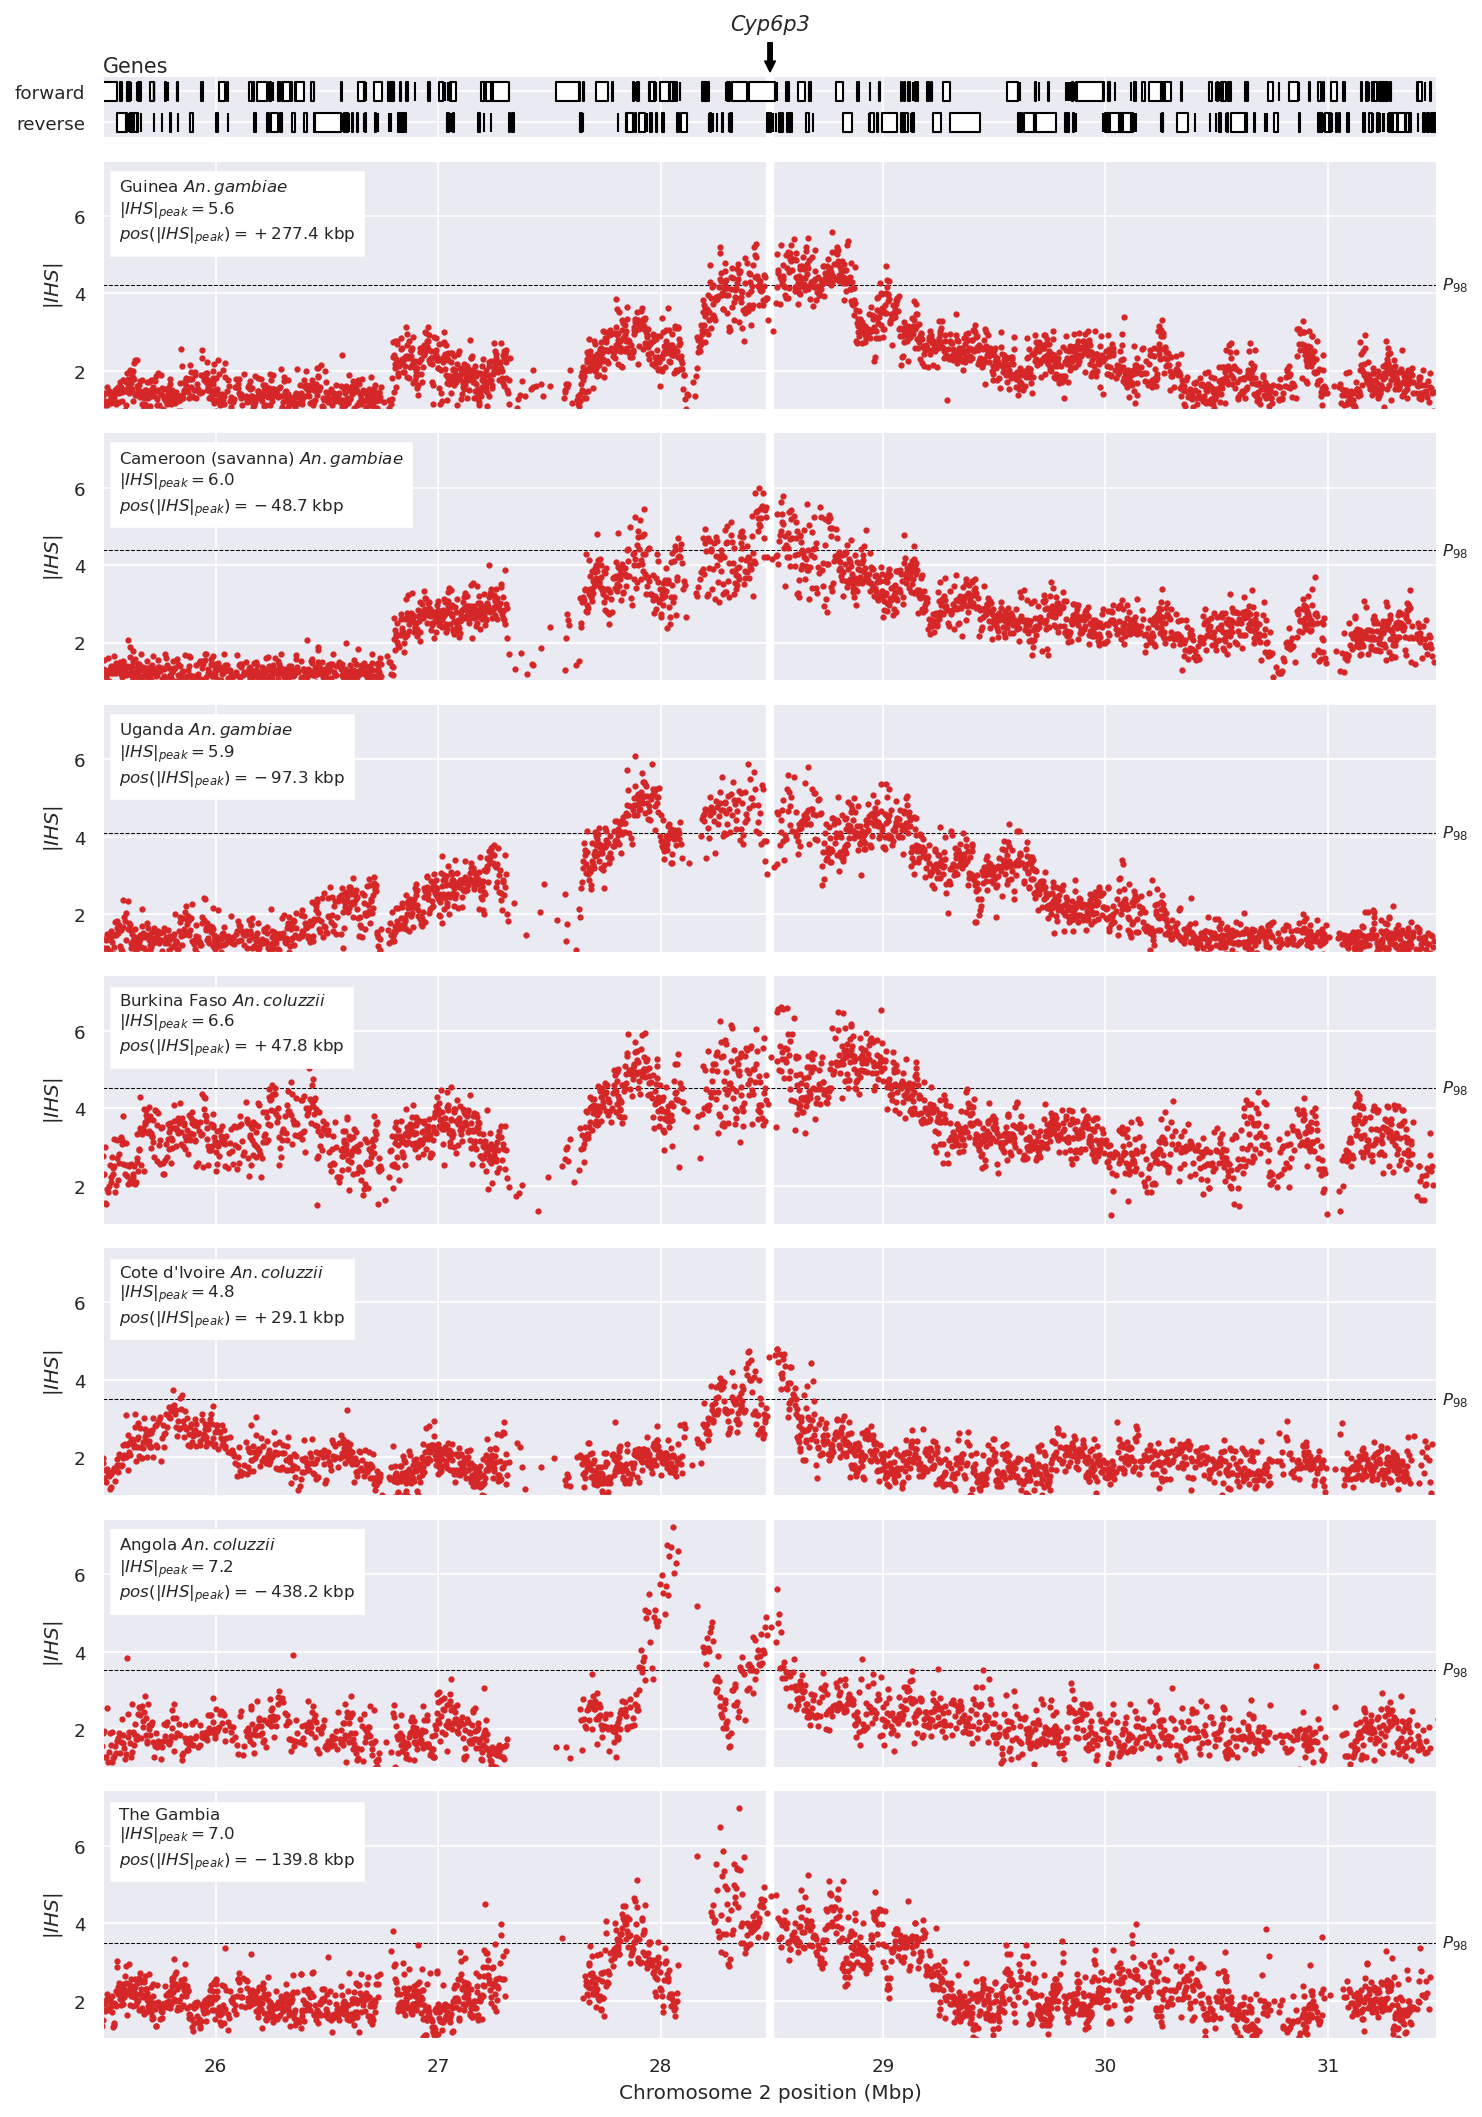 Cyp6p3
Genes
forward
reverse
Guinea An. gambiae
|IHS|peak = 5.6
pos(|IHS|peak) = +277.4 kbp
6
4
2
|IHS|
P98
Cameroon (savanna) An. gambiae
|IHS|peak = 6.0
pos(|IHS|peak) = −48.7 kbp
6
4
2
|IHS|
P98
Uganda An. gambiae
|IHS|peak = 5.9
pos(|IHS|peak) = −97.3 kbp
6
4
2
|IHS|
P98
Burkina Faso An. coluzzii
|IHS|peak = 6.6
pos(|IHS|peak) = +47.8 kbp
6
4
2
|IHS|
P98
Cote d'Ivoire An. coluzzii
|IHS|peak = 4.8
pos(|IHS|peak) = +29.1 kbp
6
4
2
|IHS|
P98
Angola An. coluzzii
|IHS|peak = 7.2
pos(|IHS|peak) = −438.2 kbp
6
4
2
|IHS|
P98
The Gambia
|IHS|peak = 7.0
pos(|IHS|peak) = −139.8 kbp
6
4
2
|IHS|
P98
26 27 28 29 30 31
Chromosome 2 position (Mbp)